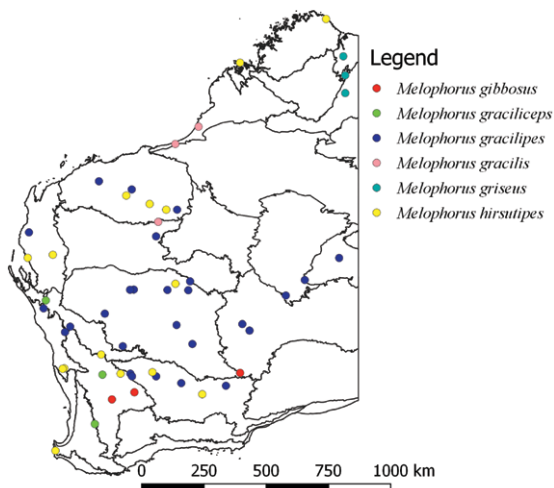 Legend
Melophorus gibbosus
Melophorus graciliceps
Melophorus gracilipes
Melophorus gracilis
Melophorus griseus
Melophorus hirsutipes
0 250 500 750 1000 km